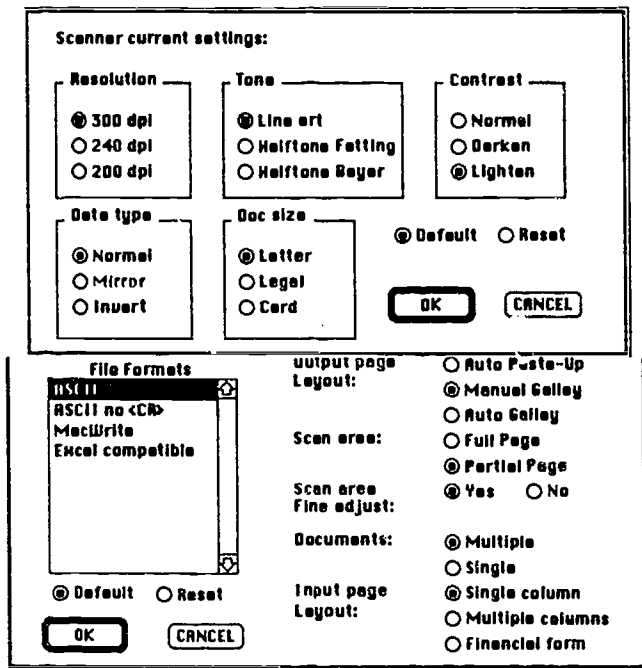 Scanner current settings:
Resolution
300 dpi
240 dpi
200 dpi
Tone
Line art
Halftone Fatting
Halftone Bayer
Contrast
Normal
Darken
Lighten
Data type
Normal
Mirror
Invert
Doc size
Letter
Legal
Card
Default Reset
OK CANCEL
File Formats
ASCII
ASCII no <CR>
MacWrite
Excel compatible
Default Reset
OK CANCEL
Output page
Layout:
Auto Paste-Up
Manual Galley
Auto Galley
Scan area:
Full Page
Partial Page
Scan area
Fine adjust:
Yes No
Documents:
Multiple
Single
Input page
Layout:
Single column
Multiple columns
Financial form